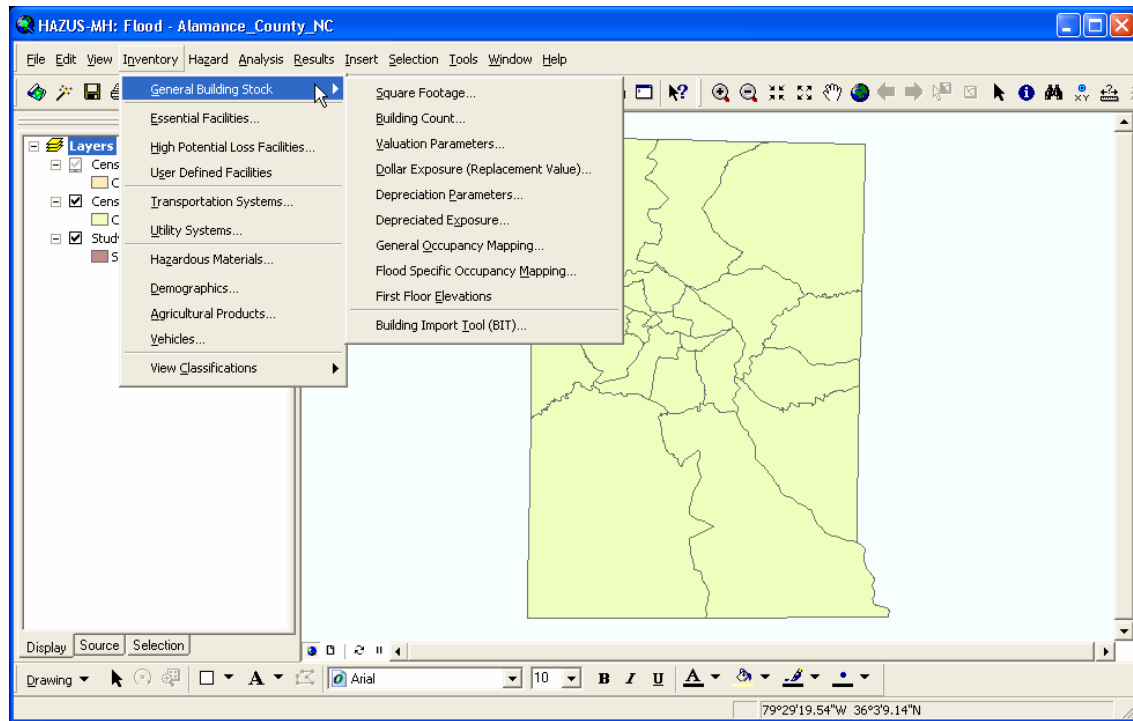 HAZUS-MH: Flood - Alamance_County_NC
File Edit View Inventory Hazard Analysis Results Insert Selection Tools Window Help
General Building Stock
Essential Facilities...
High Potential Loss Facilities...
User Defined Facilities
Transportation Systems...
Utility Systems...
Hazardous Materials...
Demographics...
Agricultural Products...
Vehicles...
View Classifications
Square Footage...
Building Count...
Valuation Parameters...
Dollar Exposure (Replacement Value)...
Depreciation Parameters...
Depreciated Exposure...
General Occupancy Mapping...
Flood Specific Occupancy Mapping...
First Floor Elevations
Building Import Tool (BIT)...
Layers
Cens
C
Cens
C
Stud
S
Display Source Selection
Drawing A Arial 10 B I U A
79°29'19.54"W 36°3'9.14"N